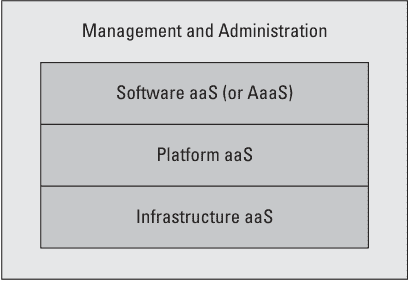 Management and Administration
Software aaS (or AaaS)
Platform aaS
Infrastructure aaS